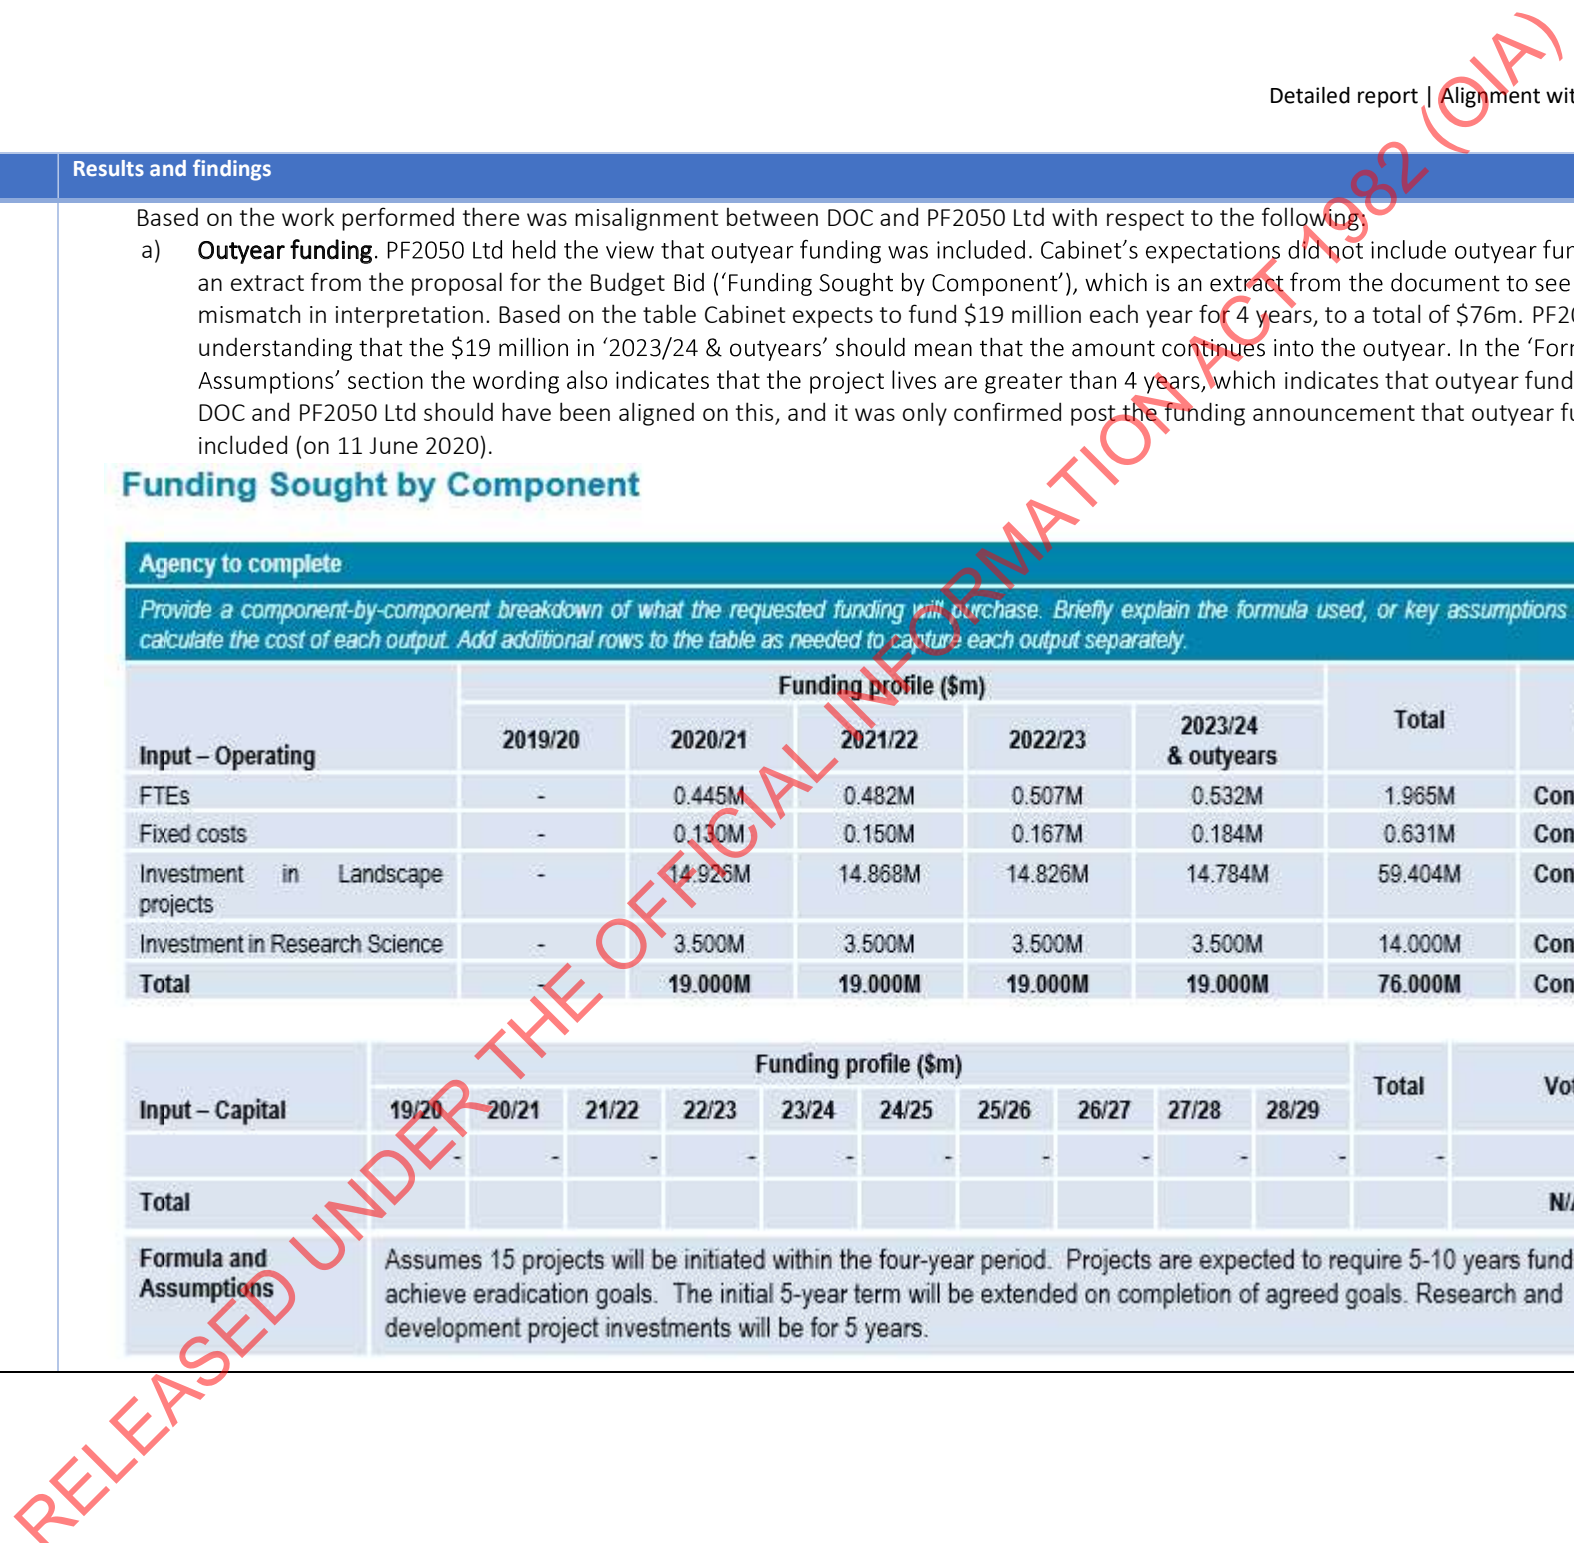 Detailed report | Alignment wit
Results and findings
Based on the work performed there was misalignment between DOC and PF2050 Ltd with respect to the following:
a) Outyear funding. PF2050 Ltd held the view that outyear funding was included. Cabinet’s expectations did not include outyear fun
an extract from the proposal for the Budget Bid (‘Funding Sought by Component’), which is an extract from the document to see
mismatch in interpretation. Based on the table Cabinet expects to fund $19 million each year for 4 years, to a total of $76m. PF20
understanding that the $19 million in ‘2023/24 & outyears’ should mean that the amount continues into the outyear. In the ‘Forn
Assumptions’ section the wording also indicates that the project lives are greater than 4 years, which indicates that outyear fund
DOC and PF2050 Ltd should have been aligned on this, and it was only confirmed post the funding announcement that outyear fu
included (on 11 June 2020).
Funding Sought by Component
Agency to complete
Provide a component-by-component breakdown of what the requested funding will purchase. Briefly explain the formula used, or key assumptions
calculate the cost of each output. Add additional rows to the table as needed to capture each output separately.
Input – Operating
Funding profile ($m)
2019/20 2020/21 2021/22 2022/23 2023/24 & outyears Total
FTEs - 0.445M 0.482M 0.507M 0.532M 1.965M Con
Fixed costs - 0.130M 0.150M 0.167M 0.184M 0.631M Con
Investment in Landscape projects - 14.926M 14.868M 14.826M 14.784M 59.404M Con
Investment in Research Science - 3.500M 3.500M 3.500M 3.500M 14.000M Con
Total - 19.000M 19.000M 19.000M 19.000M 76.000M Con
Input – Capital
Funding profile ($m)
19/20 20/21 21/22 22/23 23/24 24/25 25/26 26/27 27/28 28/29 Total Vot
- - - - - - - - - - -
Total N/A
Formula and Assumptions
Assumes 15 projects will be initiated within the four-year period. Projects are expected to require 5-10 years fund
achieve eradication goals. The initial 5-year term will be extended on completion of agreed goals. Research and
development project investments will be for 5 years.
RELEASED UNDER THE OFFICIAL INFORMATION ACT 1982 (OIA)